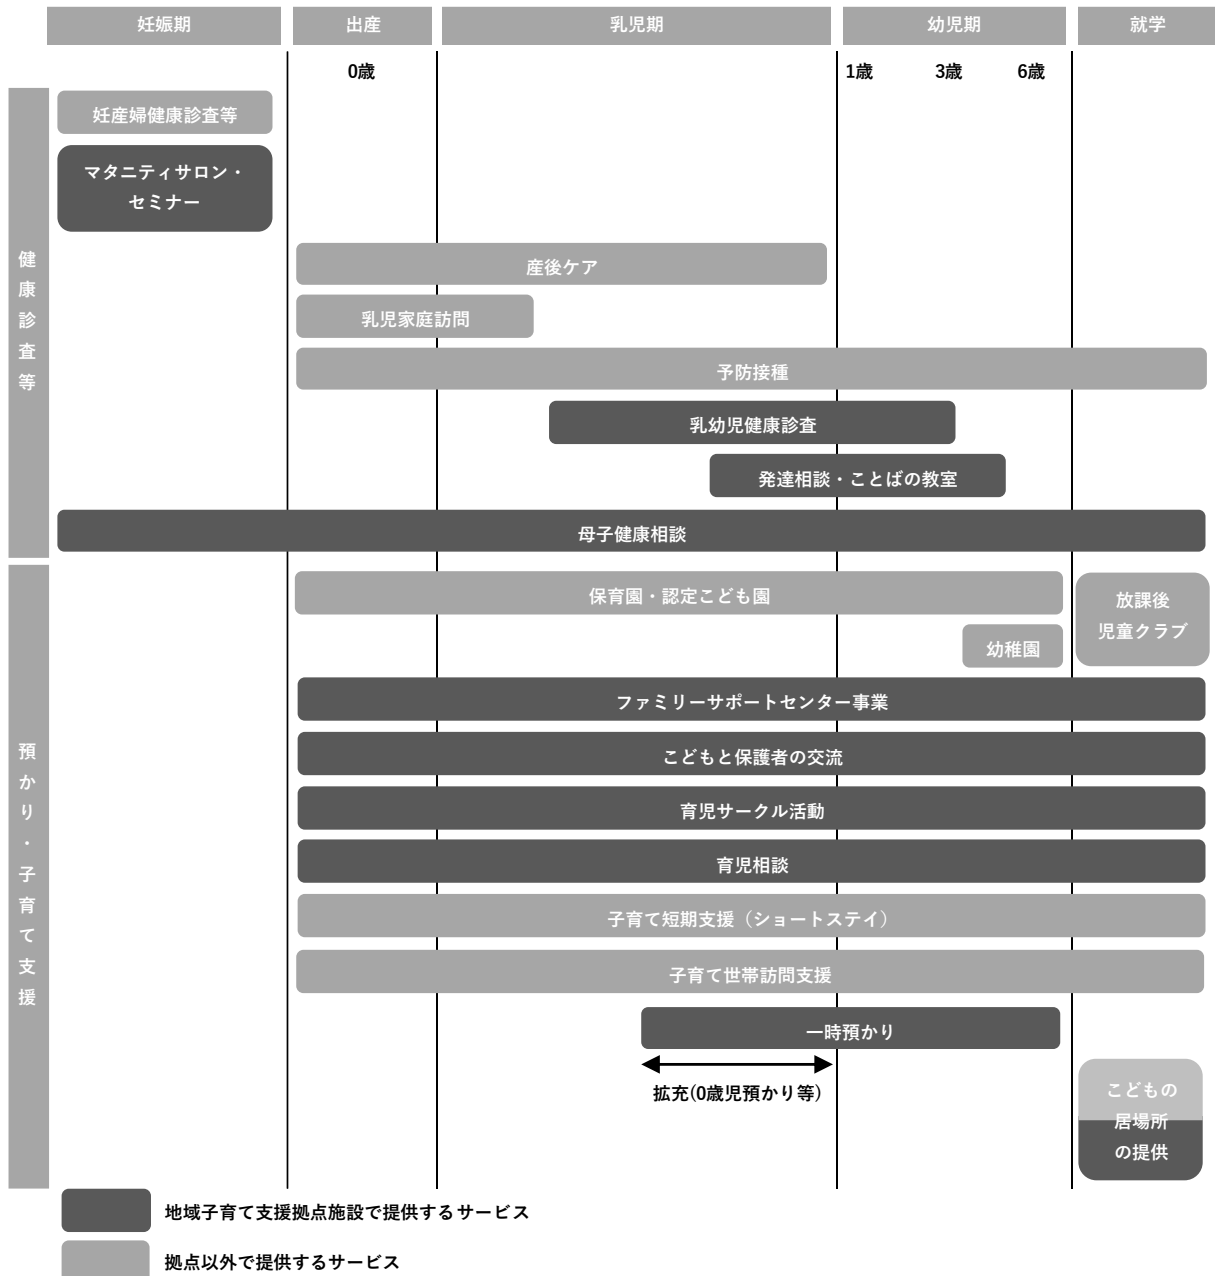 妊娠期
出産
乳児期
幼児期
就学
0歳
1歳
3歳
6歳
健康診査等
妊産婦健康診査等
マタニティサロン・
セミナー
産後ケア
乳児家庭訪問
予防接種
乳幼児健康診査
発達相談・ことばの教室
母子健康相談
預かり・子育て支援
保育園・認定こども園
放課後
児童クラブ
幼稚園
ファミリーサポートセンター事業
こどもと保護者の交流
育児サークル活動
育児相談
子育て短期支援（ショートステイ）
子育て世帯訪問支援
一時預かり
拡充(0歳児預かり等)
こどもの
居場所
の提供
地域子育て支援拠点施設で提供するサービス
拠点以外で提供するサービス